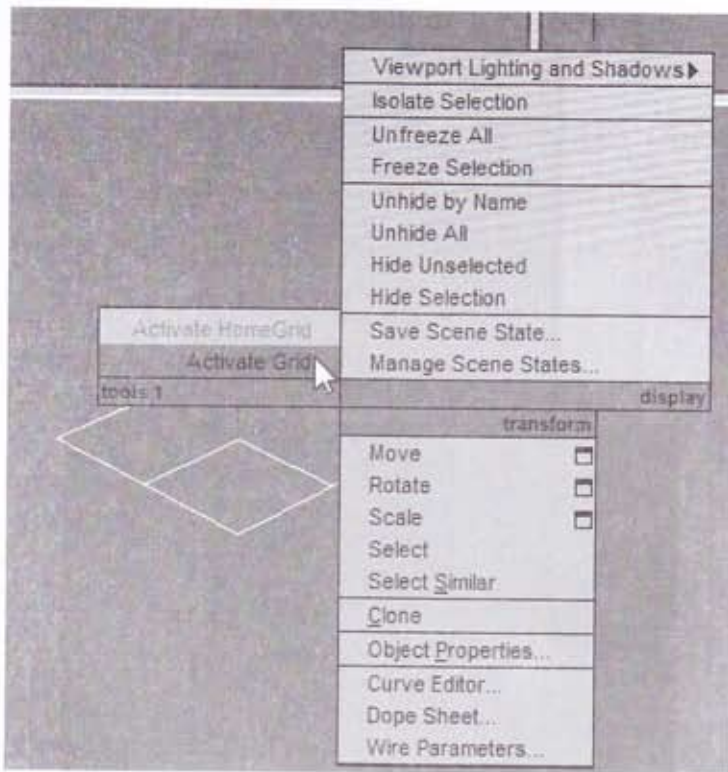 Viewport Lighting and Shadows
Isolate Selection
Unfreeze All
Freeze Selection
Unhide by Name
Unhide All
Hide Unselected
Hide Selection
Save Scene State...
Manage Scene States...
Activate HomeGrid
Activate Grid
tools 1
display
transform
Move
Rotate
Scale
Select
Select Similar
Clone
Object Properties...
Curve Editor...
Dope Sheet...
Wire Parameters...